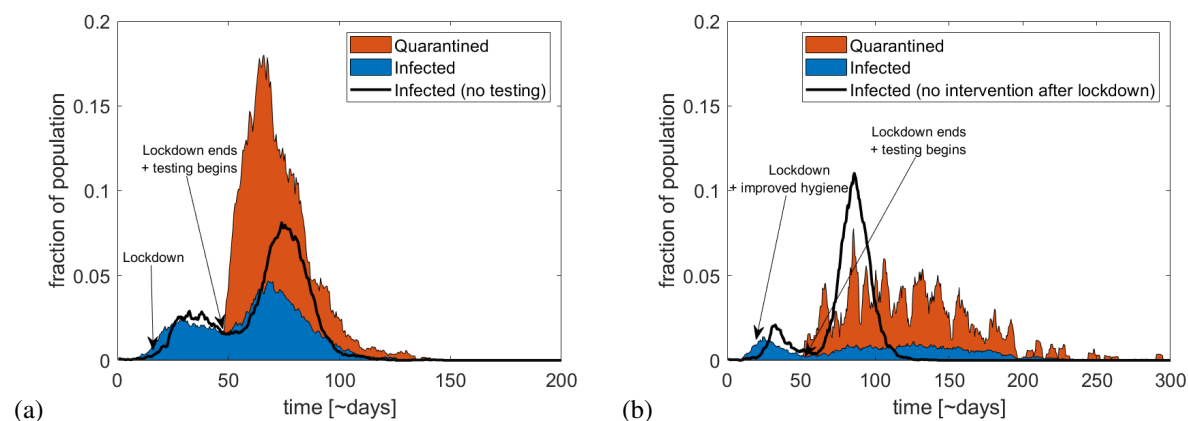 0.2
0.15
0.1
0.05
0
fraction of population
Quarantined
Infected
Infected (no testing)
Lockdown ends
+ testing begins
Lockdown
0 50 100 150 200
time [~days]
(a)
0.2
0.15
0.1
0.05
0
fraction of population
Quarantined
Infected
Infected (no intervention after lockdown)
Lockdown ends
+ testing begins
Lockdown
+ improved hygiene
0 50 100 150 200 250 300
time [~days]
(b)